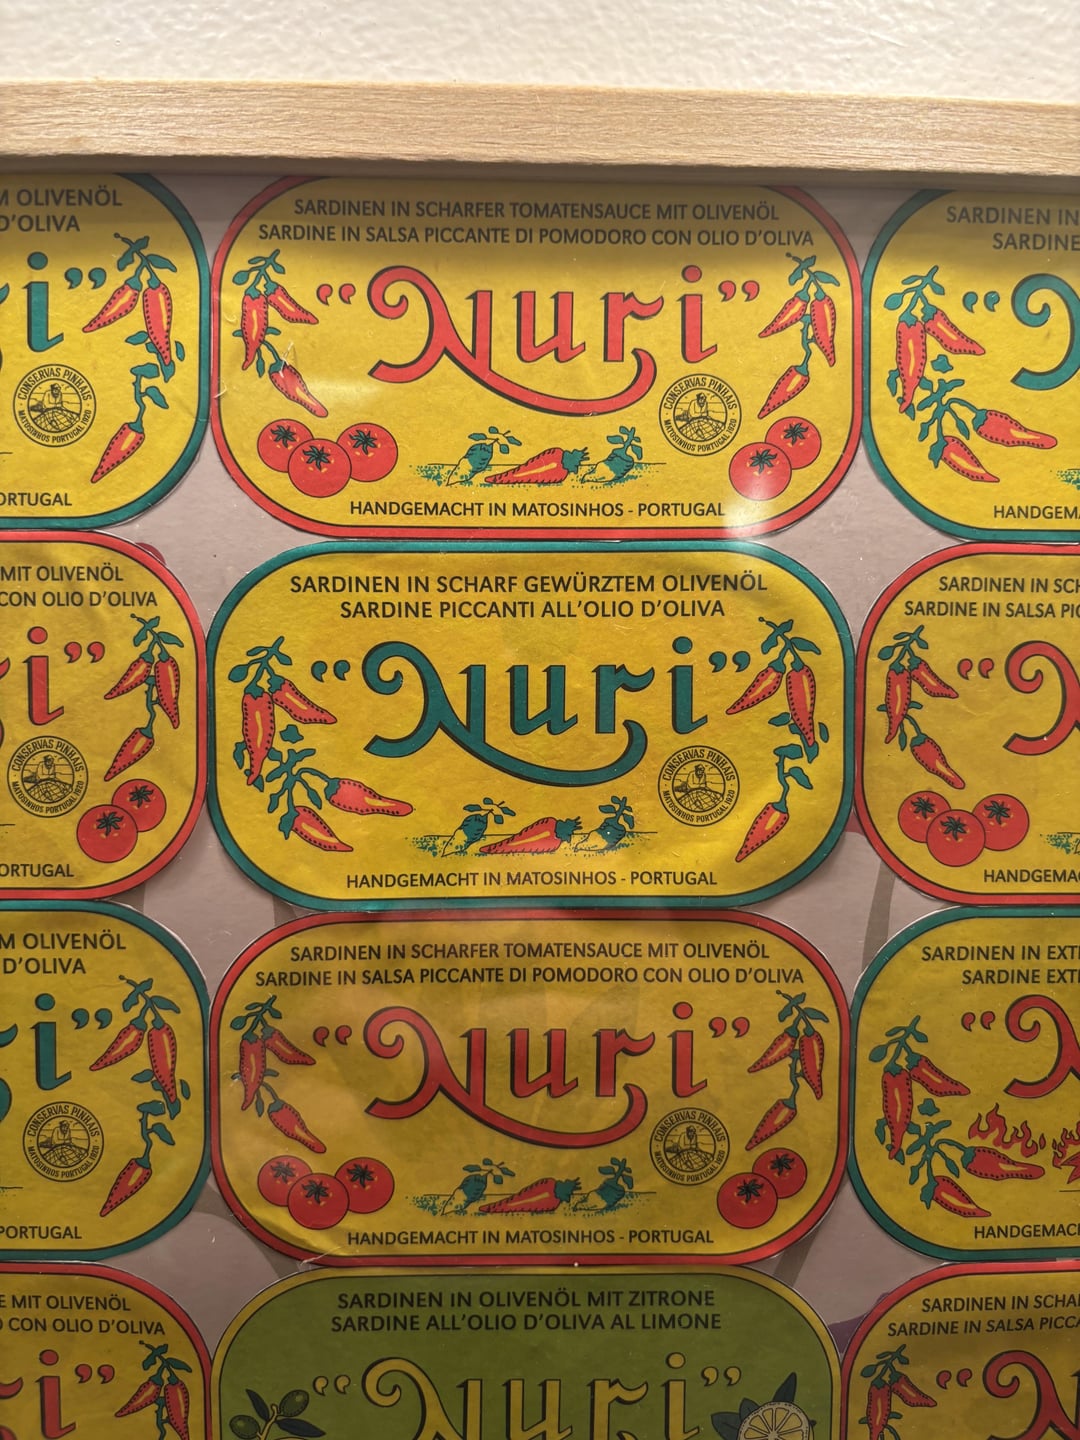 M OLIVENÖL
D'OLIVA
i”
CONSERVAS PINHAIS
MATOSINHOS PORTUGAL 1920
ORTUGAL
SARDINEN IN SCHARFER TOMATENSAUCE MIT OLIVENÖL
SARDINE IN SALSA PICCANTE DI POMODORO CON OLIO D'OLIVA
“Nuri”
CONSERVAS PINHAIS
MATOSINHOS PORTUGAL 1920
HANDGEMACHT IN MATOSINHOS - PORTUGAL
SARDINEN IN
SARDINE
“
HANDGEMA
MIT OLIVENÖL
CON OLIO D'OLIVA
ri”
CONSERVAS PINHAIS
MATOSINHOS PORTUGAL 1920
ORTUGAL
SARDINEN IN SCHARF GEWÜRZTEM OLIVENÖL
SARDINE PICCANTI ALL'OLIO D'OLIVA
“Nuri”
CONSERVAS PINHAIS
MATOSINHOS PORTUGAL 1920
HANDGEMACHT IN MATOSINHOS - PORTUGAL
SARDINEN IN SCH
SARDINE IN SALSA PIC
“N
HANDGEMAC
M OLIVENÖL
D'OLIVA
i”
CONSERVAS PINHAIS
MATOSINHOS PORTUGAL 1920
PORTUGAL
SARDINEN IN SCHARFER TOMATENSAUCE MIT OLIVENÖL
SARDINE IN SALSA PICCANTE DI POMODORO CON OLIO D'OLIVA
“Nuri”
CONSERVAS PINHAIS
MATOSINHOS PORTUGAL 1920
HANDGEMACHT IN MATOSINHOS - PORTUGAL
SARDINEN IN EXT
SARDINE EXT
“N
HANDGEMAC
E MIT OLIVENÖL
O CON OLIO D'OLIVA
i”
SARDINEN IN OLIVENÖL MIT ZITRONE
SARDINE ALL'OLIO D'OLIVA AL LIMONE
“Nuri”
SARDINEN IN SCHA
SARDINE IN SALSA PICCA
“N